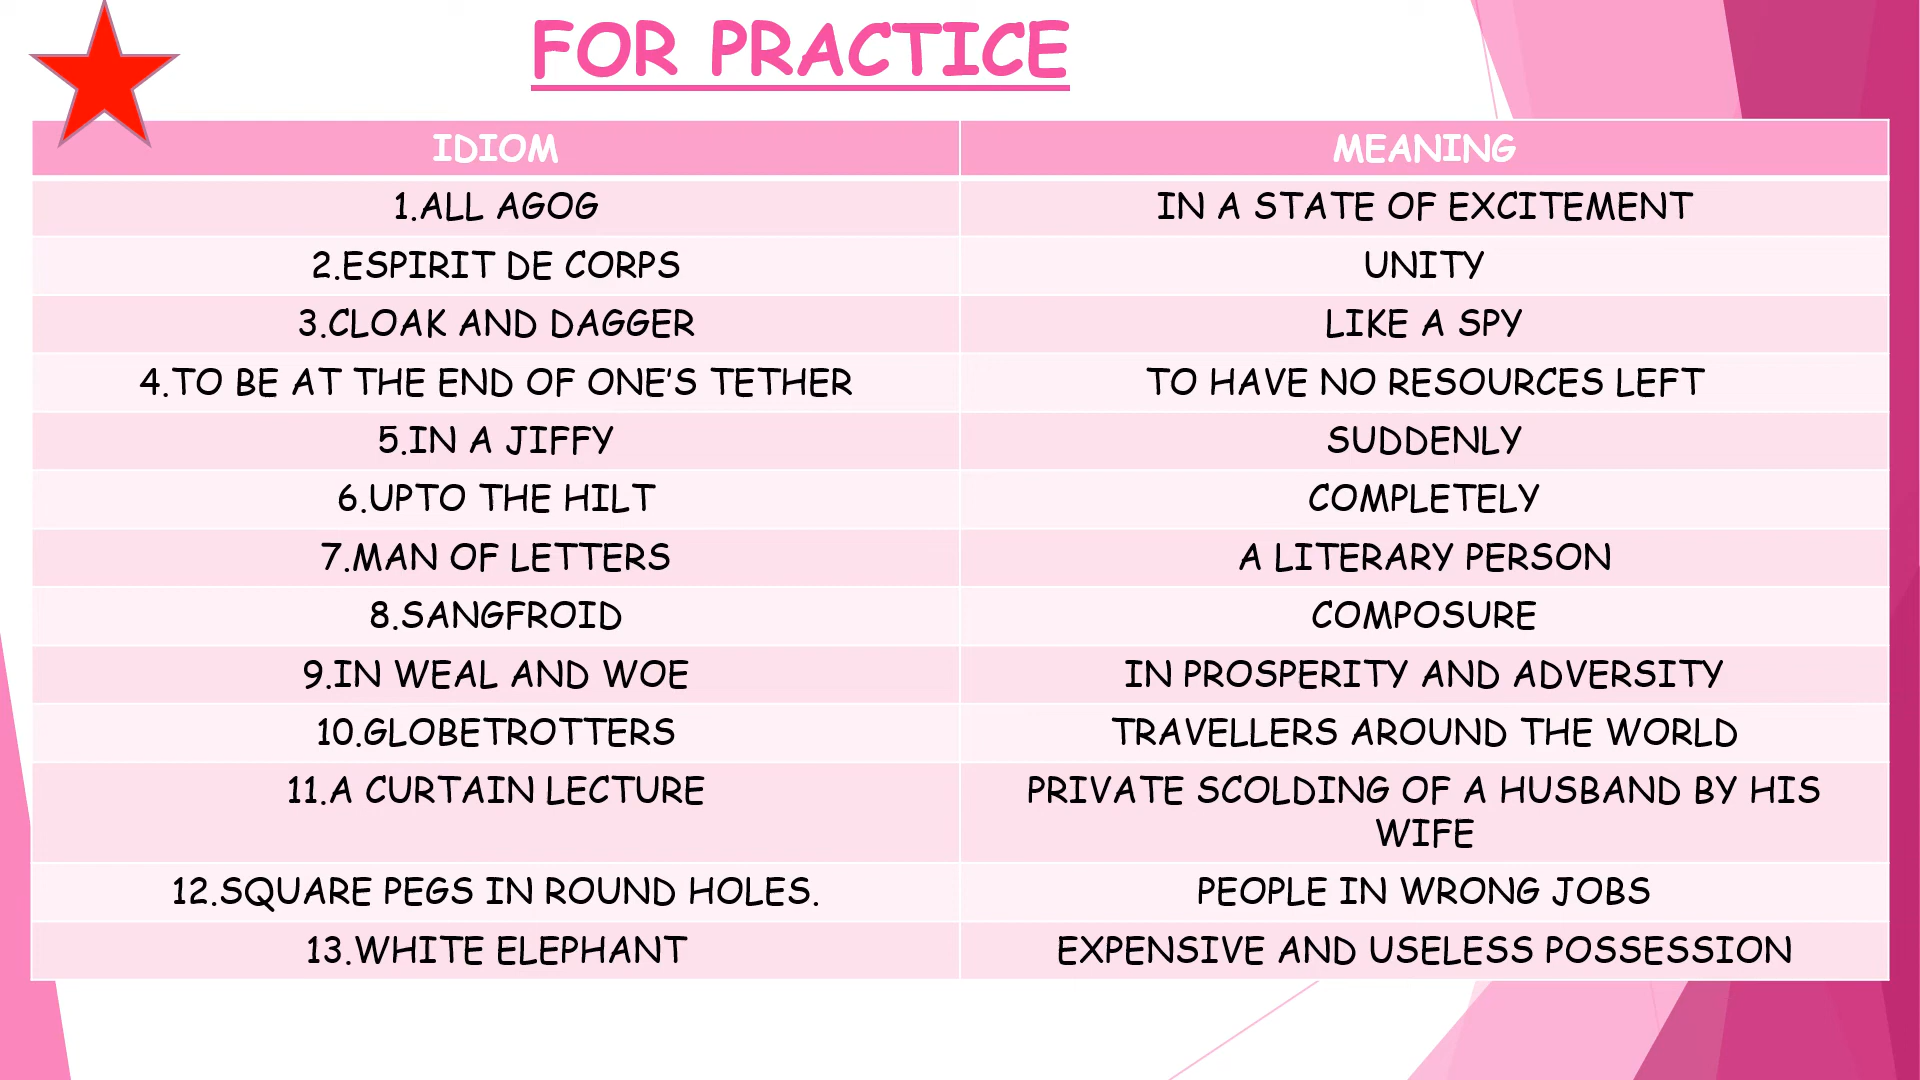 FOR PRACTICE
IDIOM MEANING
1.ALL AGOG IN A STATE OF EXCITEMENT
2.ESPIRIT DE CORPS UNITY
3.CLOAK AND DAGGER LIKE A SPY
4.TO BE AT THE END OF ONE'S TETHER TO HAVE NO RESOURCES LEFT
5.IN A JIFFY SUDDENLY
6.UPTO THE HILT COMPLETELY
7.MAN OF LETTERS A LITERARY PERSON
8.SANGFROID COMPOSURE
9.IN WEAL AND WOE IN PROSPERITY AND ADVERSITY
10.GLOBETROTTERS TRAVELLERS AROUND THE WORLD
11.A CURTAIN LECTURE PRIVATE SCOLDING OF A HUSBAND BY HIS
WIFE
12.SQUARE PEGS IN ROUND HOLES. PEOPLE IN WRONG JOBS
13.WHITE ELEPHANT EXPENSIVE AND USELESS POSSESSION